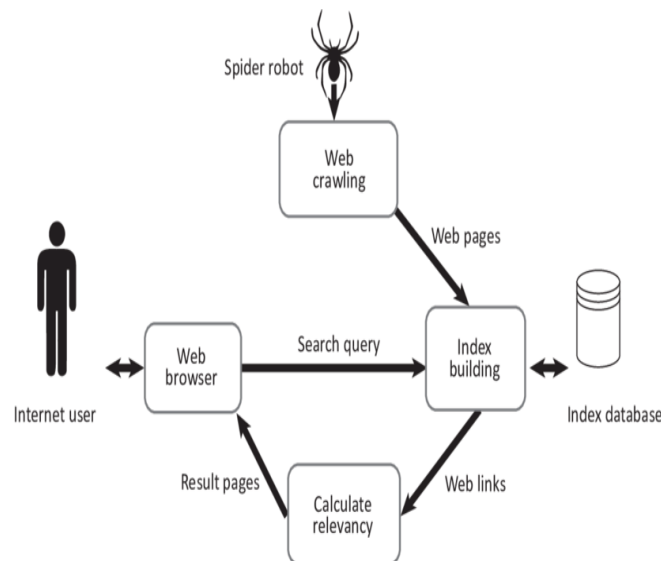 Spider robot
Web
crawling
Web pages
Web
browser
Search query
Index
building
Internet user
Index database
Result pages
Calculate
relevancy
Web links